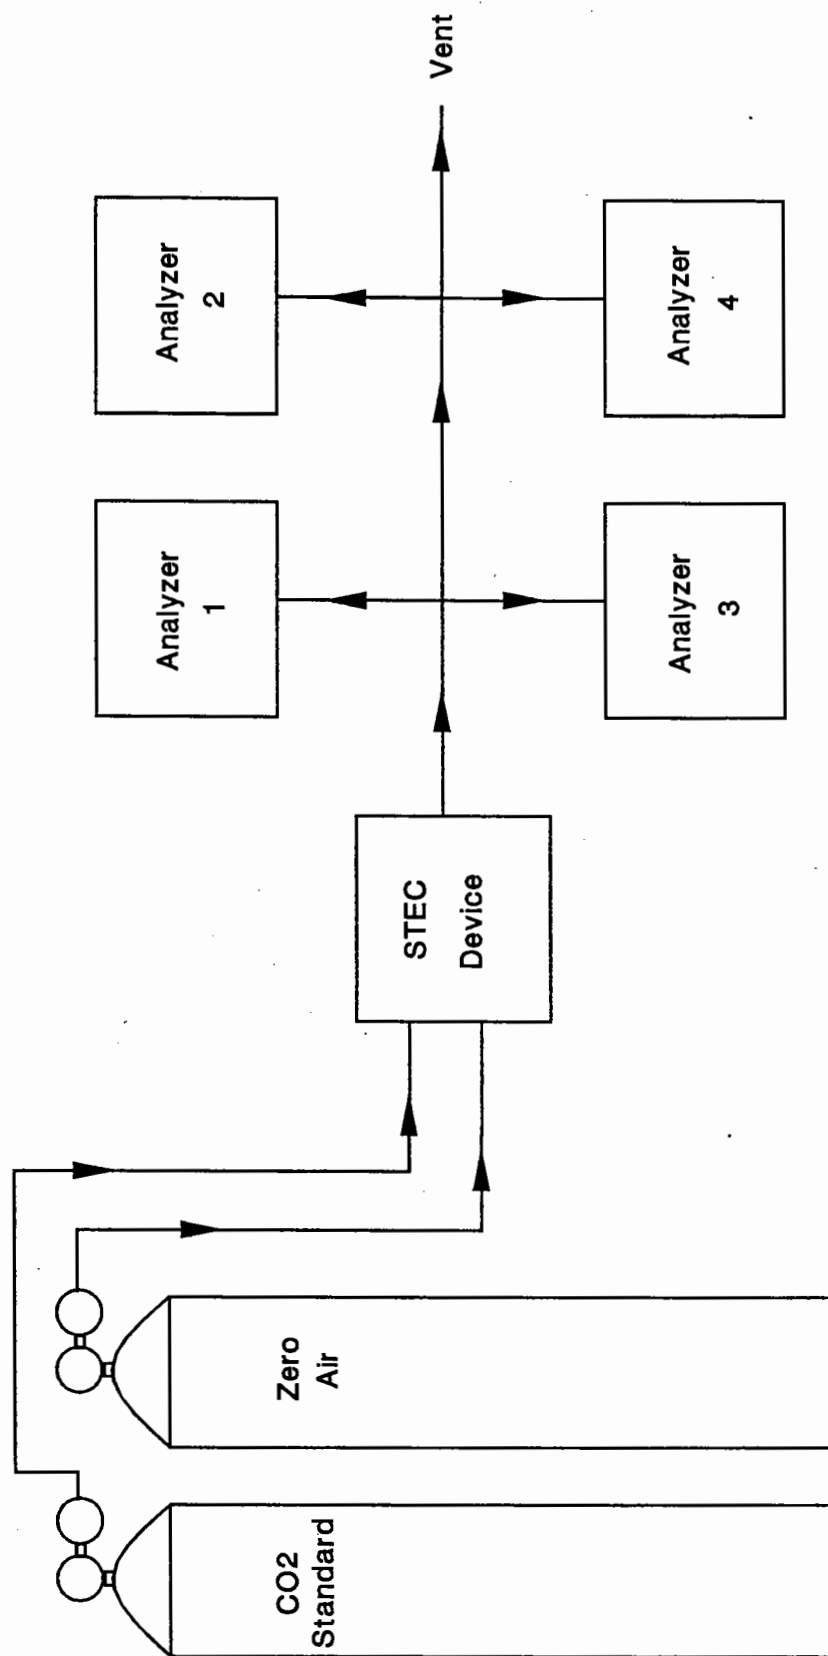 CO2
Standard
Zero
Air
STEC
Device
Analyzer
1
Analyzer
2
Analyzer
3
Analyzer
4
Vent